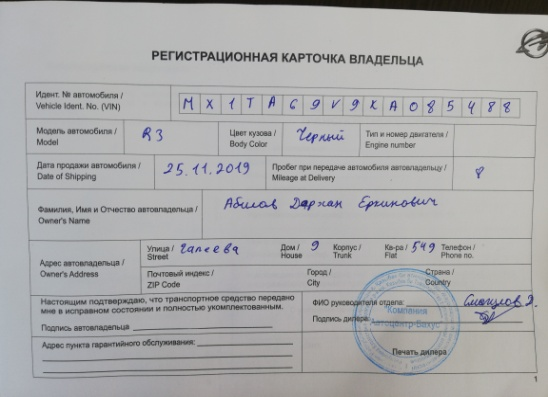 РЕГИСТРАЦИОННАЯ КАРТОЧКА ВЛАДЕЛЬЦА
Идент. № автомобиля /
Vehicle Ident. No. (VIN)
M X 1 T A G 9 V 9 K A 0 8 5 4 8 8
Модель автомобиля /
Model
R3
Цвет кузова /
Body Color
Черный
Тип и номер двигателя /
Engine number
Дата продажи автомобиля /
Date of Shipping
25.11.2019
Пробег при передаче автомобиля автовладельцу /
Mileage at Delivery
8
Фамилия, Имя и Отчество автовладельца /
Owner's Name
Абилов Дархан Еркинович
Адрес автовладельца /
Owner's Address
Улица /
Street
Галеева
Дом /
House
9
Корпус /
Trunk
Кв-ра /
Flat
549
Телефон /
Phone no.
Почтовый индекс /
ZIP Code
Город /
City
Страна /
Country
Настоящим подтверждаю, что транспортное средство передано
мне в исправном состоянии и полностью укомплектованным.
Подпись автовладельца
ФИО руководителя отдела:
Подпись дилера
Компания
Автоцентр-Бахус
Адрес пункта гарантийного обслуживания:
Печать дилера
1